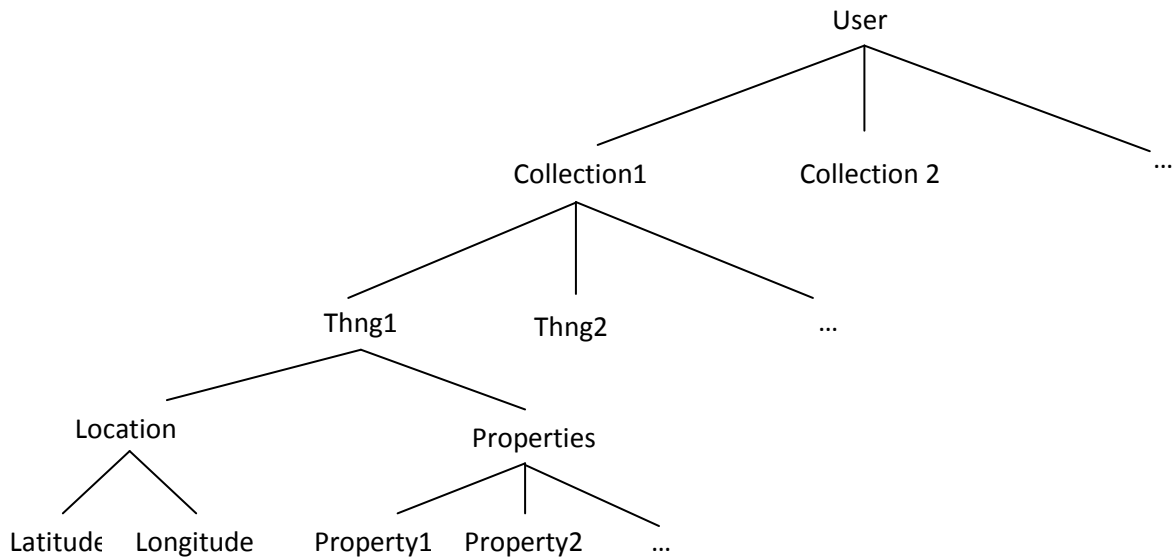 User
Collection1 Collection 2 ...
Thng1 Thng2 ...
Location Properties
Latitude Longitude Property1 Property2 ...